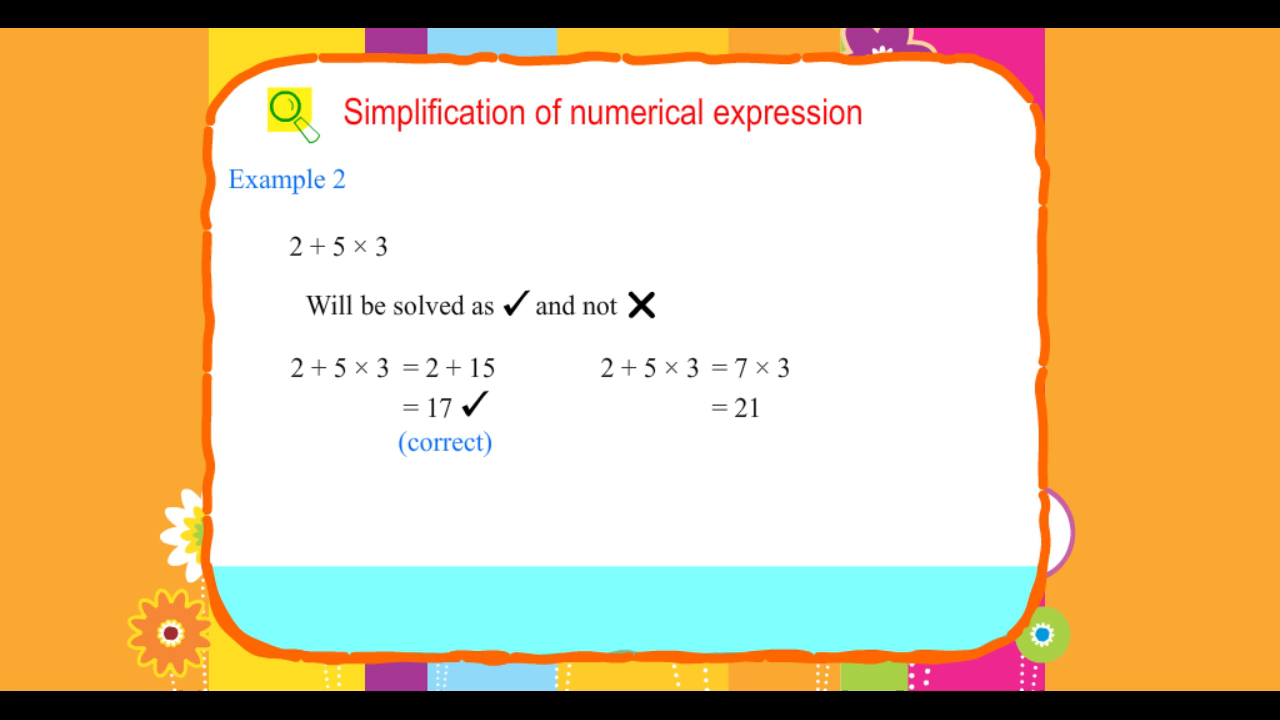 Simplification of numerical expression
Example 2
2 + 5 × 3
Will be solved as ✓ and not ✕
2 + 5 × 3 = 2 + 15
= 17 ✓
(correct)
2 + 5 × 3 = 7 × 3
= 21